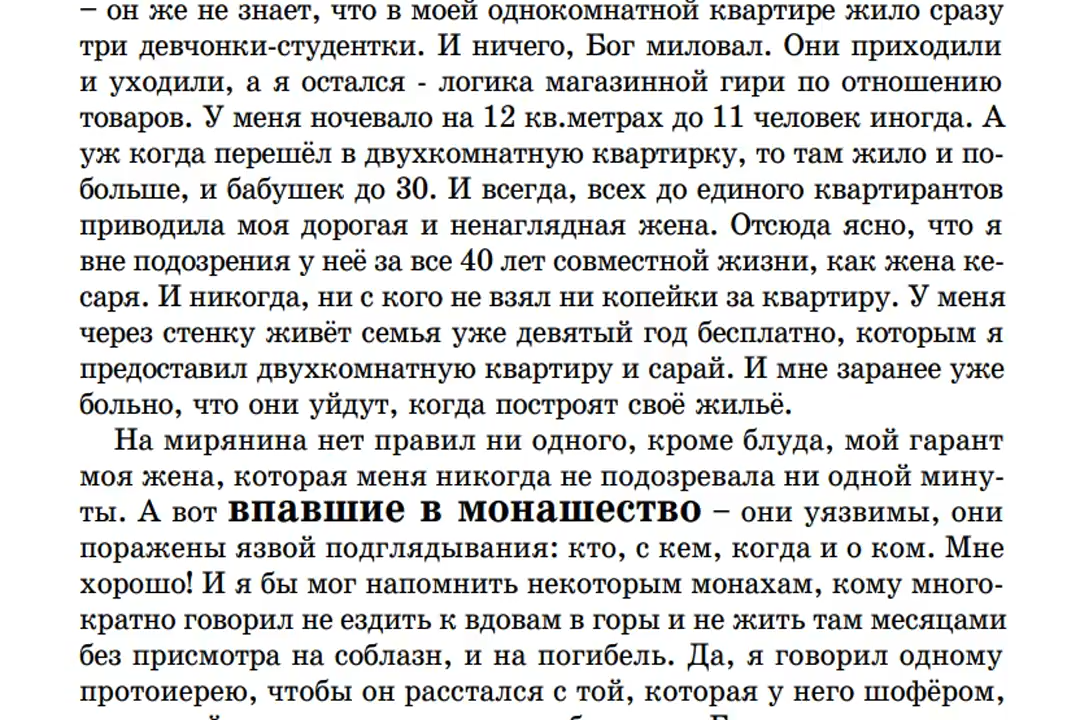 – он же не знает, что в моей однокомнатной квартире жило сразу
три девчонки-студентки. И ничего, Бог миловал. Они приходили
и уходили, а я остался - логика магазинной гири по отношению
товаров. У меня ночевало на 12 кв.метрах до 11 человек иногда. А
уж когда перешёл в двухкомнатную квартирку, то там жило и по-
больше, и бабушек до 30. И всегда, всех до единого квартирантов
приводила моя дорогая и ненаглядная жена. Отсюда ясно, что я
вне подозрения у неё за все 40 лет совместной жизни, как жена ке-
саря. И никогда, ни с кого не взял ни копейки за квартиру. У меня
через стенку живёт семья уже девятый год бесплатно, которым я
предоставил двухкомнатную квартиру и сарай. И мне заранее уже
больно, что они уйдут, когда построят своё жильё.
На мирянина нет правил ни одного, кроме блуда, мой гарант
моя жена, которая меня никогда не подозревала ни одной мину-
ты. А вот впавшие в монашество – они уязвимы, они
поражены язвой подглядывания: кто, с кем, когда и о ком. Мне
хорошо! И я бы мог напомнить некоторым монахам, кому много-
кратно говорил не ездить к вдовам в горы и не жить там месяцами
без присмотра на соблазн, и на погибель. Да, я говорил одному
протоиерею, чтобы он расстался с той, которая у него шофёром,